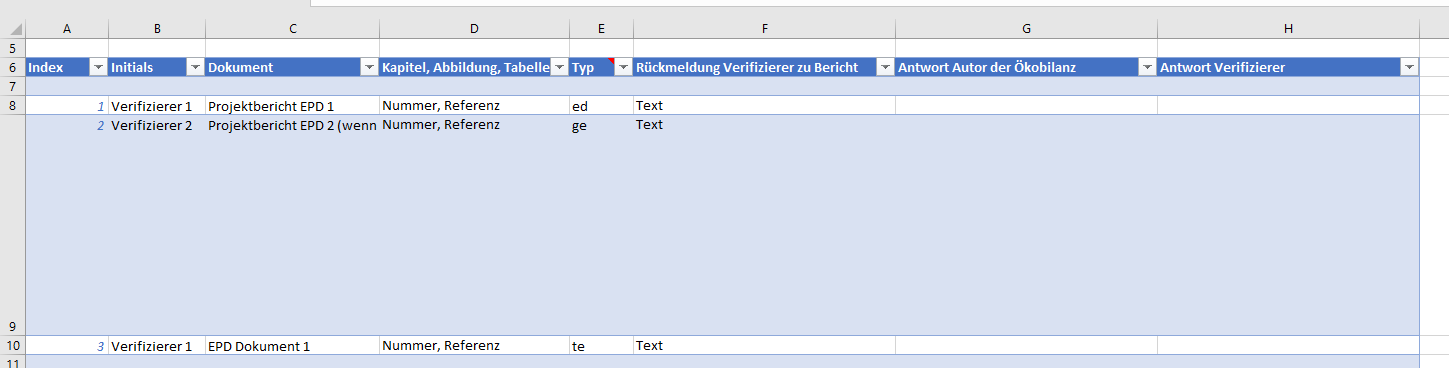 A B C D E F G H
5
6 Index Initials Dokument Kapitel, Abbildung, Tabelle Typ Rückmeldung Verifizierer zu Bericht Antwort Autor der Ökobilanz Antwort Verifizierer
7
8 1 Verifizierer 1 Projektbericht EPD 1 Nummer, Referenz ed Text
2 Verifizierer 2 Projektbericht EPD 2 (wenn Nummer, Referenz ge Text
9
10 3 Verifizierer 1 EPD Dokument 1 Nummer, Referenz te Text
11